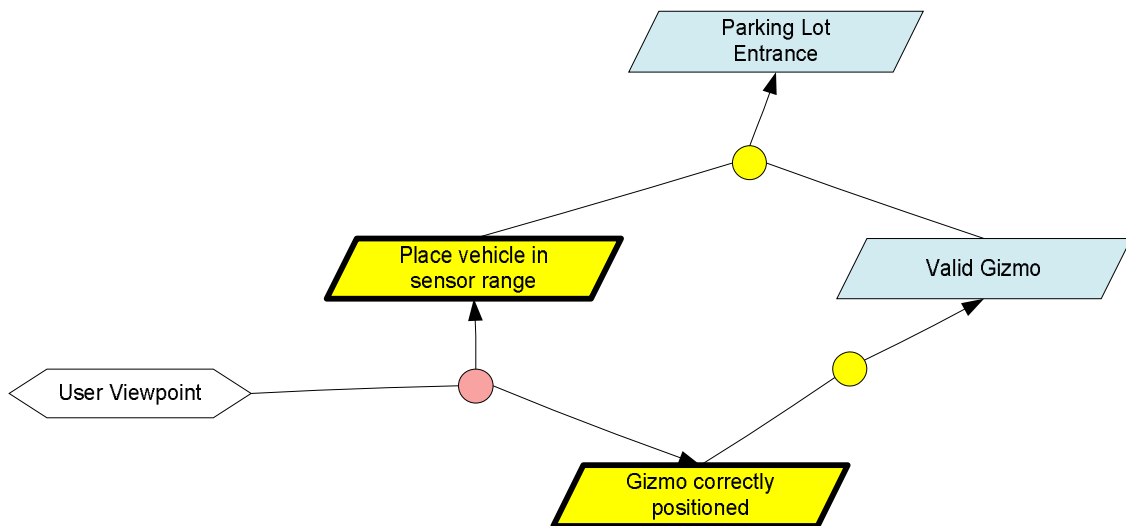 Parking Lot
Entrance
Place vehicle in
sensor range
Valid Gizmo
User Viewpoint
Gizmo correctly
positioned